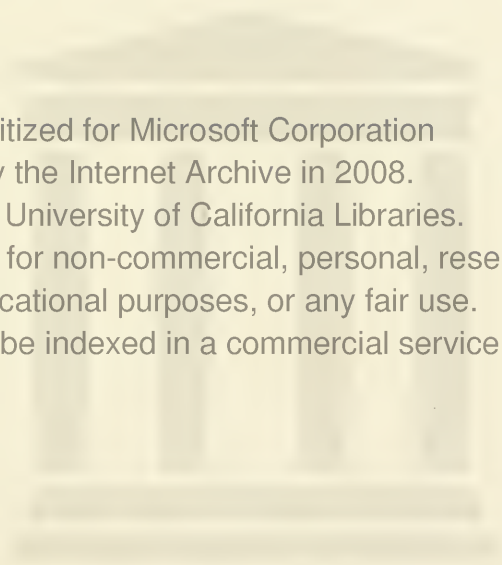 itized for Microsoft Corporation
y the Internet Archive in 2008.
University of California Libraries.
for non-commercial, personal, rese
cational purposes, or any fair use.
be indexed in a commercial service